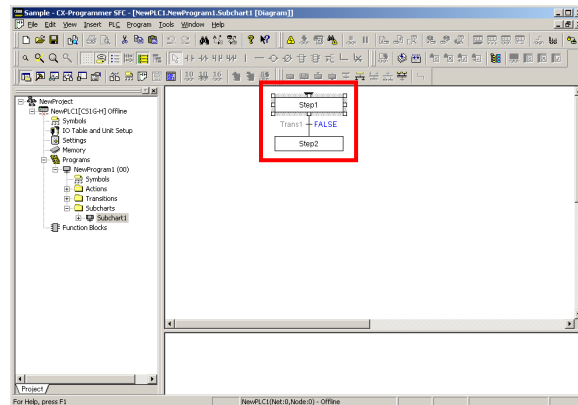 Sample - CX-Programmer SFC - [NewPLC1.NewProgram1.Subchart1 [Diagram]]
File Edit View Insert PLC Program Tools Window Help
NewProject
NewPLC1[CS1G-H] Offline
Symbols
IO Table and Unit Setup
Settings
Memory
Programs
NewProgram1 (00)
Symbols
Actions
Transitions
Subcharts
Subchart1
Function Blocks
Step1
Trans1 FALSE
Step2
Project
For Help, press F1
NewPLC1(Net:0,Node:0) - Offline